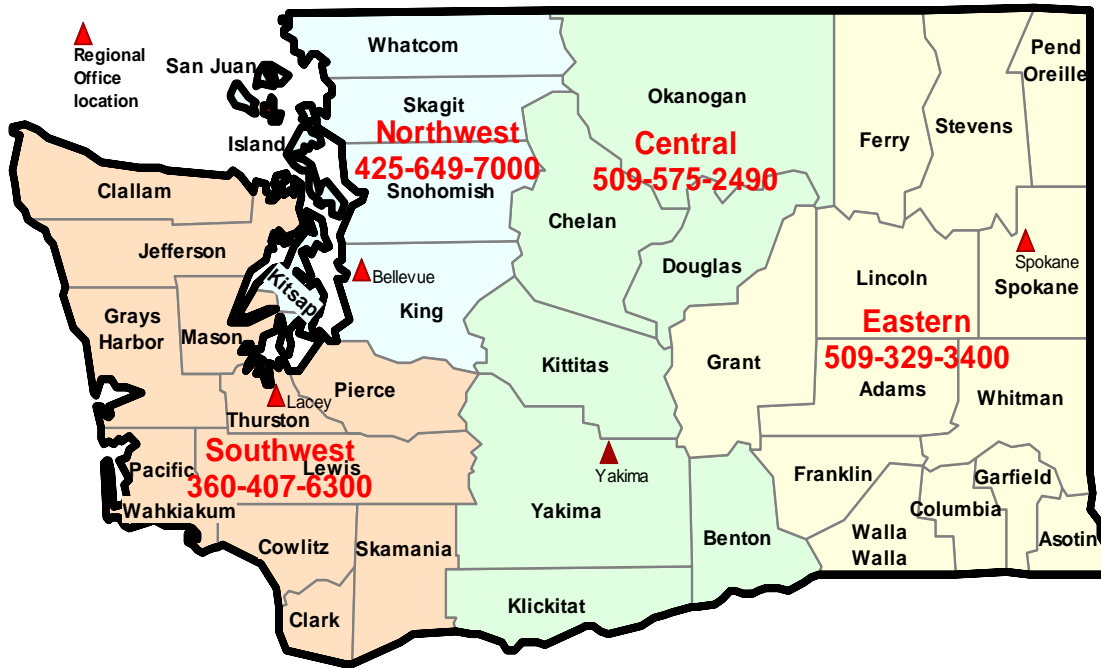 Regional
Office
location
San Juan
Island
Whatcom
Skagit
Northwest
425-649-7000
Snohomish
King
Bellevue
Kitsap
Okanogan
Central
509-575-2490
Chelan
Douglas
Kittitas
Yakima
Yakima
Klickitat
Benton
Pend
Oreille
Stevens
Ferry
Lincoln
Spokane
Spokane
Eastern
509-329-3400
Grant
Adams
Whitman
Franklin
Garfield
Columbia
Walla
Walla
Asotin
Clallam
Jefferson
Grays
Harbor
Mason
Pierce
Lacey
Thurston
Southwest
Lewis
360-407-6300
Pacific
Wahkiakum
Cowlitz
Skamania
Clark